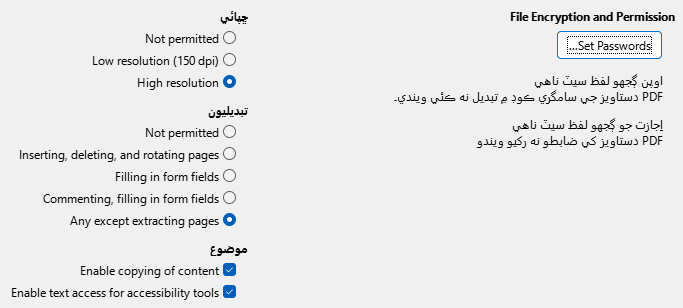 File Encryption and Permission
Set Passwords...
اوپن ڳجهو لفظ سيٽ ناهي
PDF دستاويز جي سامگري ڪوڊ ۾ تبديل نه ڪئي ويندي.
إجازت جو ڳجهو لفظ سيٽ ناهي
PDF دستاويز کي ضابطو نه رکيو ويندو
ڇپائي
Not permitted
Low resolution (150 dpi)
High resolution
تبديليون
Not permitted
Inserting, deleting, and rotating pages
Filling in form fields
Commenting, filling in form fields
Any except extracting pages
موضوع
Enable copying of content
Enable text access for accessibility tools